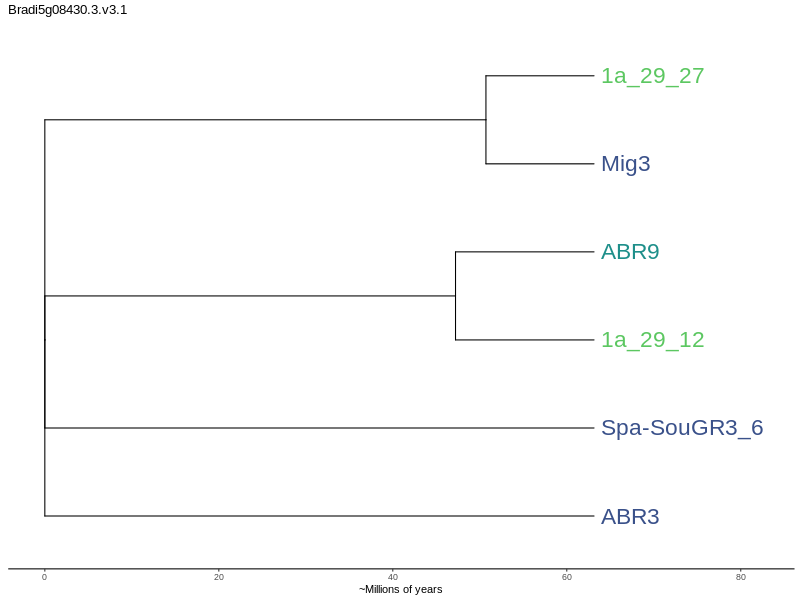 Bradi5g08430.3.v3.1
1a_29_27
Mig3
ABR9
1a_29_12
Spa-SouGR3_6
ABR3
0 20 40 60 80
~Millions of years